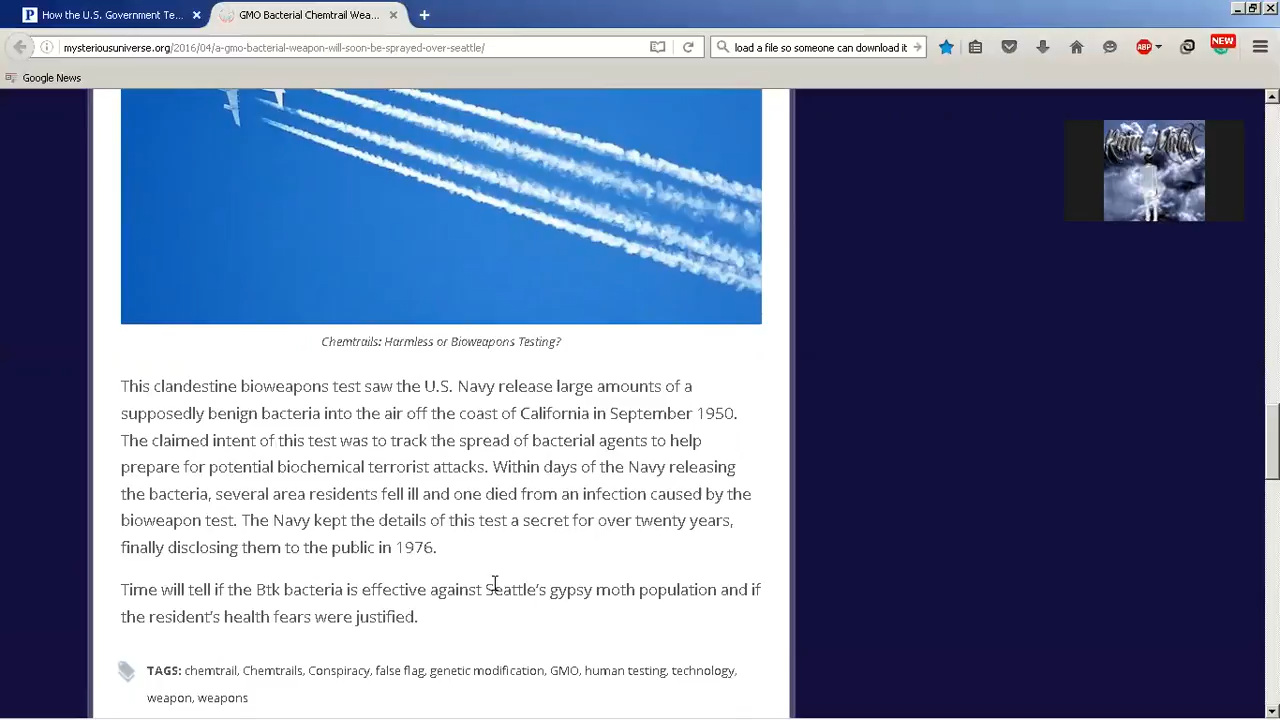 How the U.S. Government Te...
GMO Bacterial Chemtrail Wea...
mysteriousuniverse.org/2016/04/a-gmo-bacterial-weapon-will-soon-be-sprayed-over-seattle/
load a file so someone can download it
ABP
NEW
Google News
Rain Malik
Chemtrails: Harmless or Bioweapons Testing?
This clandestine bioweapons test saw the U.S. Navy release large amounts of a
supposedly benign bacteria into the air off the coast of California in September 1950.
The claimed intent of this test was to track the spread of bacterial agents to help
prepare for potential biochemical terrorist attacks. Within days of the Navy releasing
the bacteria, several area residents fell ill and one died from an infection caused by the
bioweapon test. The Navy kept the details of this test a secret for over twenty years,
finally disclosing them to the public in 1976.
Time will tell if the Btk bacteria is effective against Seattle's gypsy moth population and if
the resident's health fears were justified.
TAGS: chemtrail, Chemtrails, Conspiracy, false flag, genetic modification, GMO, human testing, technology,
weapon, weapons